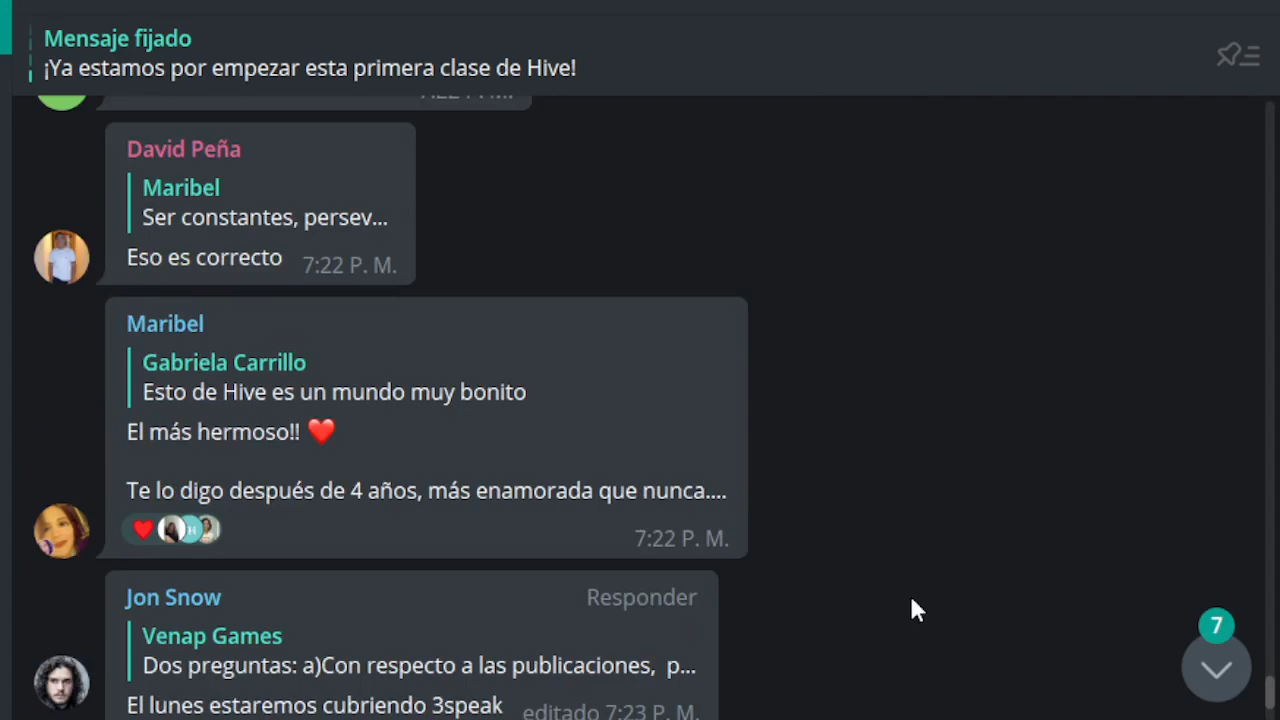 Mensaje fijado
¡Ya estamos por empezar esta primera clase de Hive!
David Peña
Maribel
Ser constantes, persev...
Eso es correcto
7:22 P. M.
Maribel
Gabriela Carrillo
Esto de Hive es un mundo muy bonito
El más hermoso!! ❤️
Te lo digo después de 4 años, más enamorada que nunca....
H
7:22 P. M.
Jon Snow
Responder
Venap Games
Dos preguntas: a)Con respecto a las publicaciones, p...
El lunes estaremos cubriendo 3speak
editado 7:23 P. M.
7